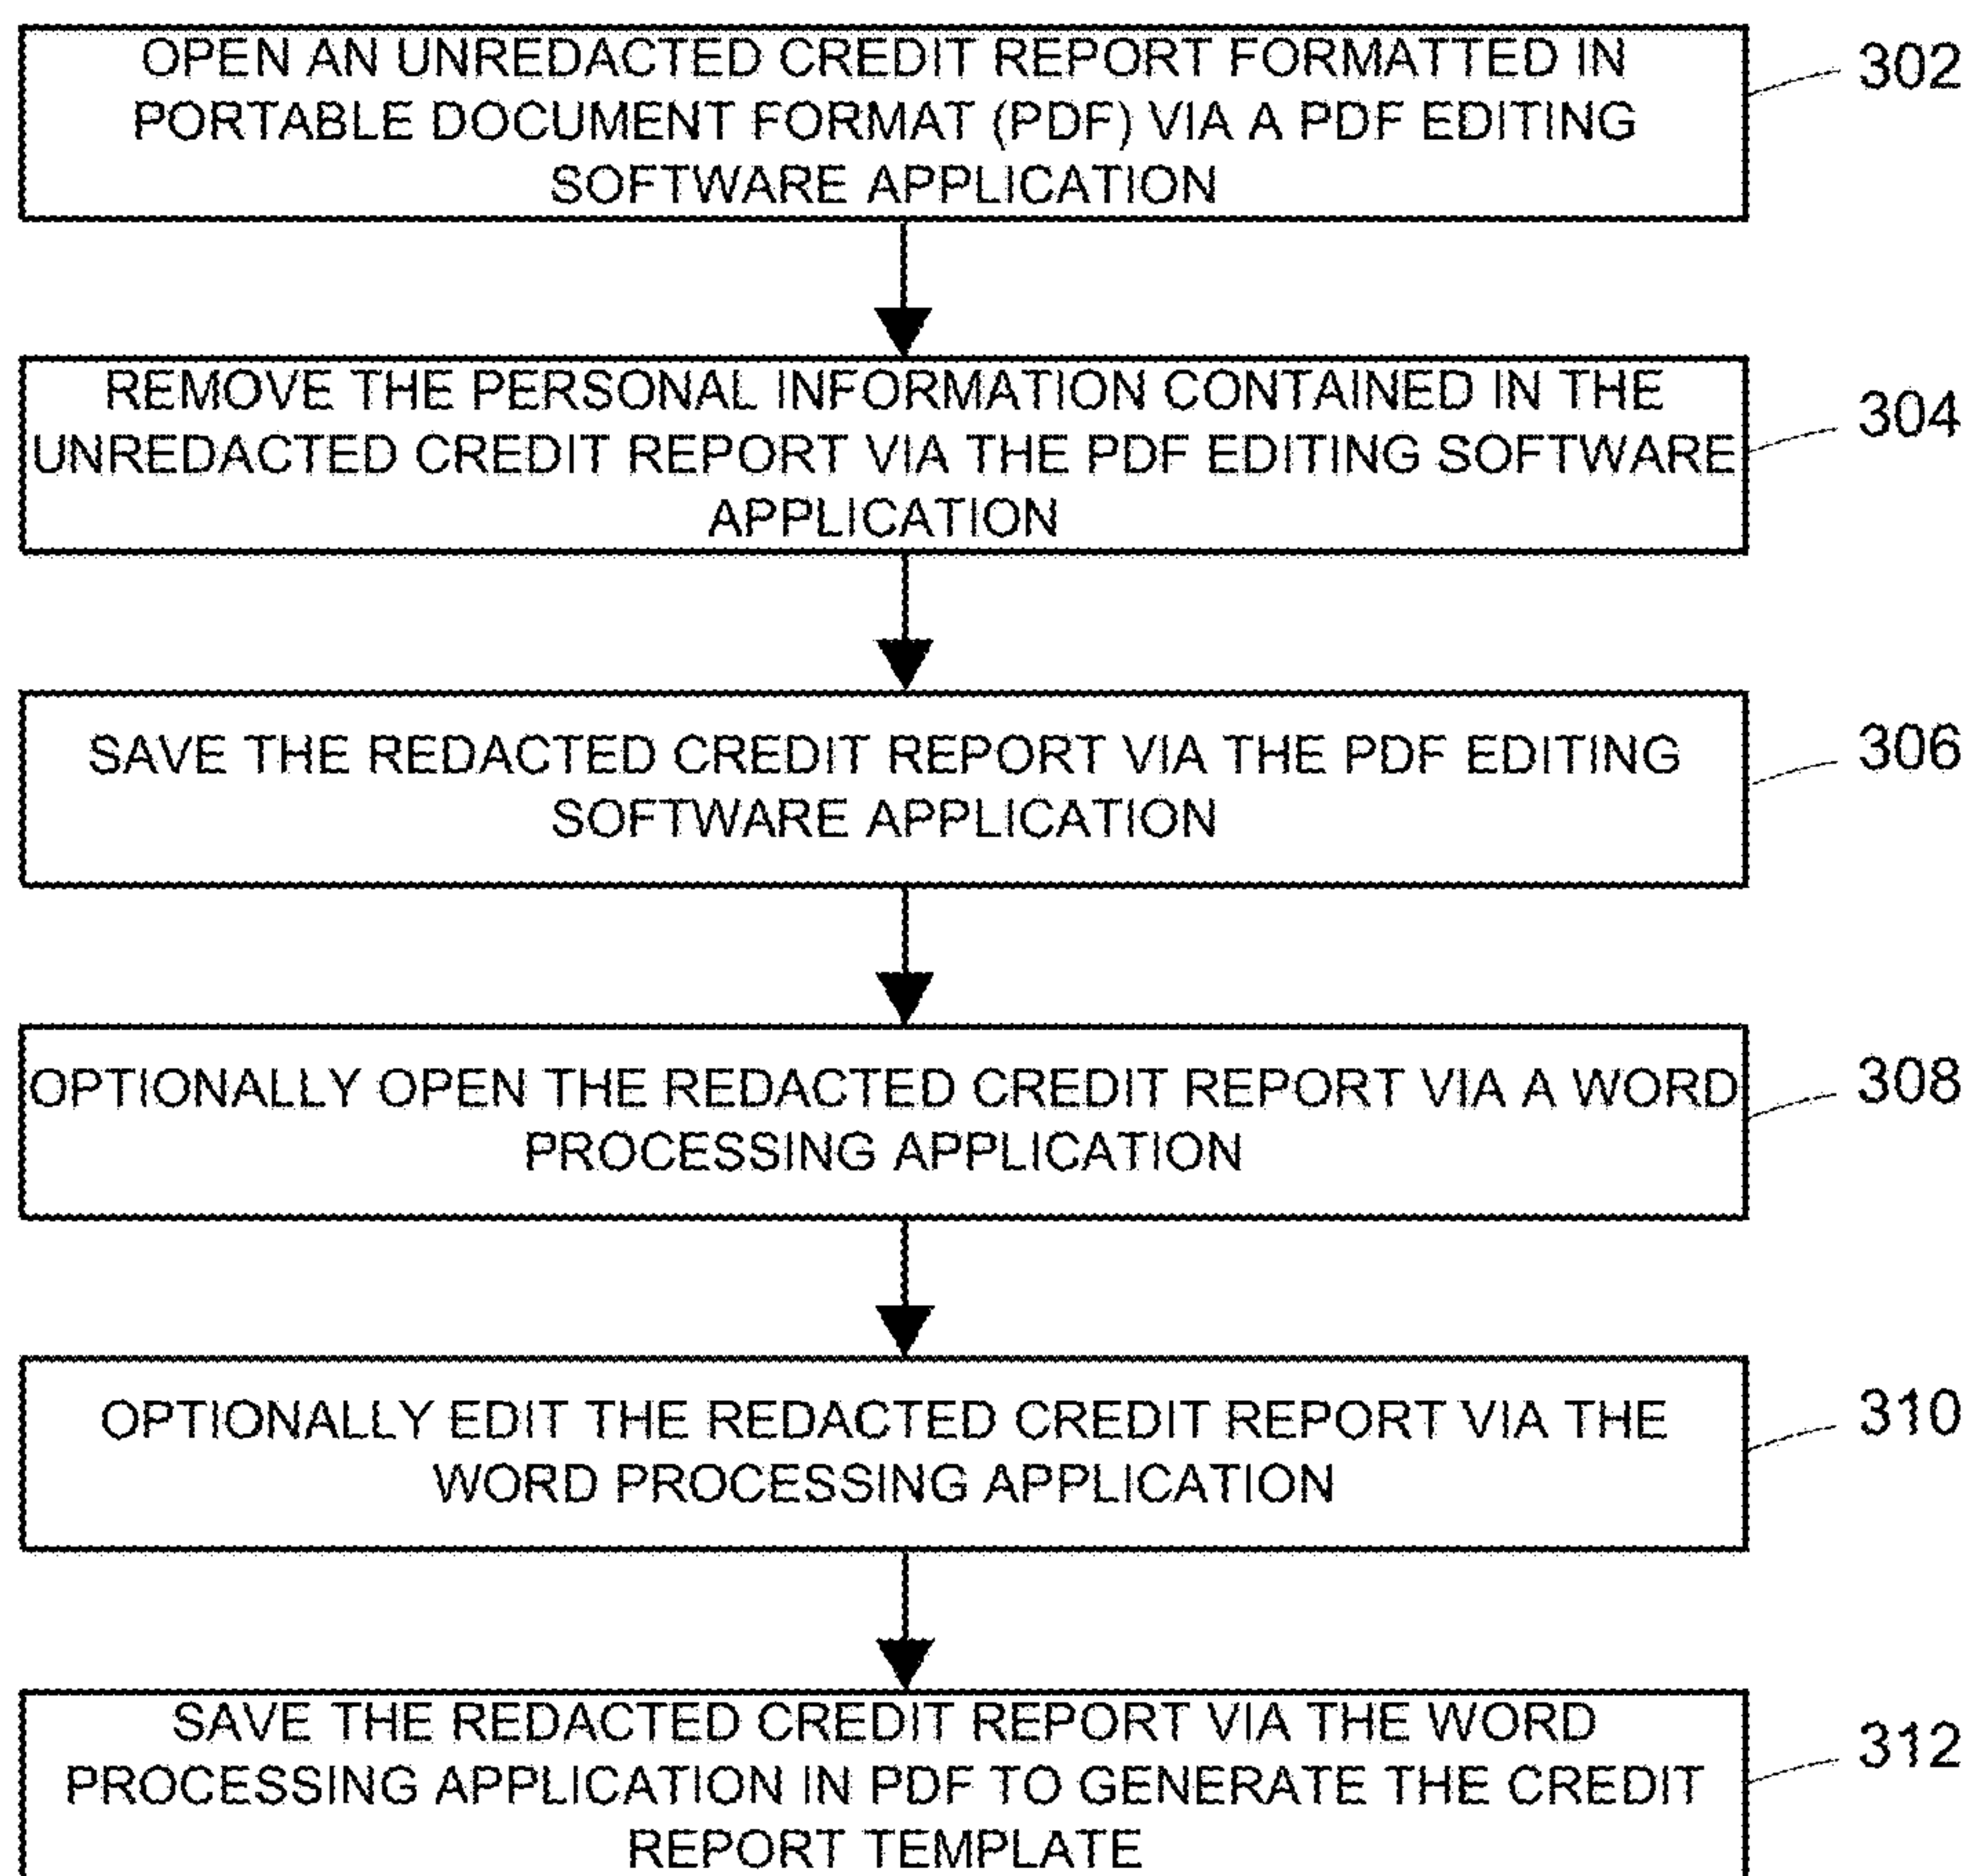 OPEN AN UNREDACTED CREDIT REPORT FORMATTED IN
PORTABLE DOCUMENT FORMAT (PDF) VIA A PDF EDITING
SOFTWARE APPLICATION
302
REMOVE THE PERSONAL INFORMATION CONTAINED IN THE
UNREDACTED CREDIT REPORT VIA THE PDF EDITING SOFTWARE
APPLICATION
304
SAVE THE REDACTED CREDIT REPORT VIA THE PDF EDITING
SOFTWARE APPLICATION
306
OPTIONALLY OPEN THE REDACTED CREDIT REPORT VIA A WORD
PROCESSING APPLICATION
308
OPTIONALLY EDIT THE REDACTED CREDIT REPORT VIA THE
WORD PROCESSING APPLICATION
310
SAVE THE REDACTED CREDIT REPORT VIA THE WORD
PROCESSING APPLICATION IN PDF TO GENERATE THE CREDIT
REPORT TEMPLATE
312